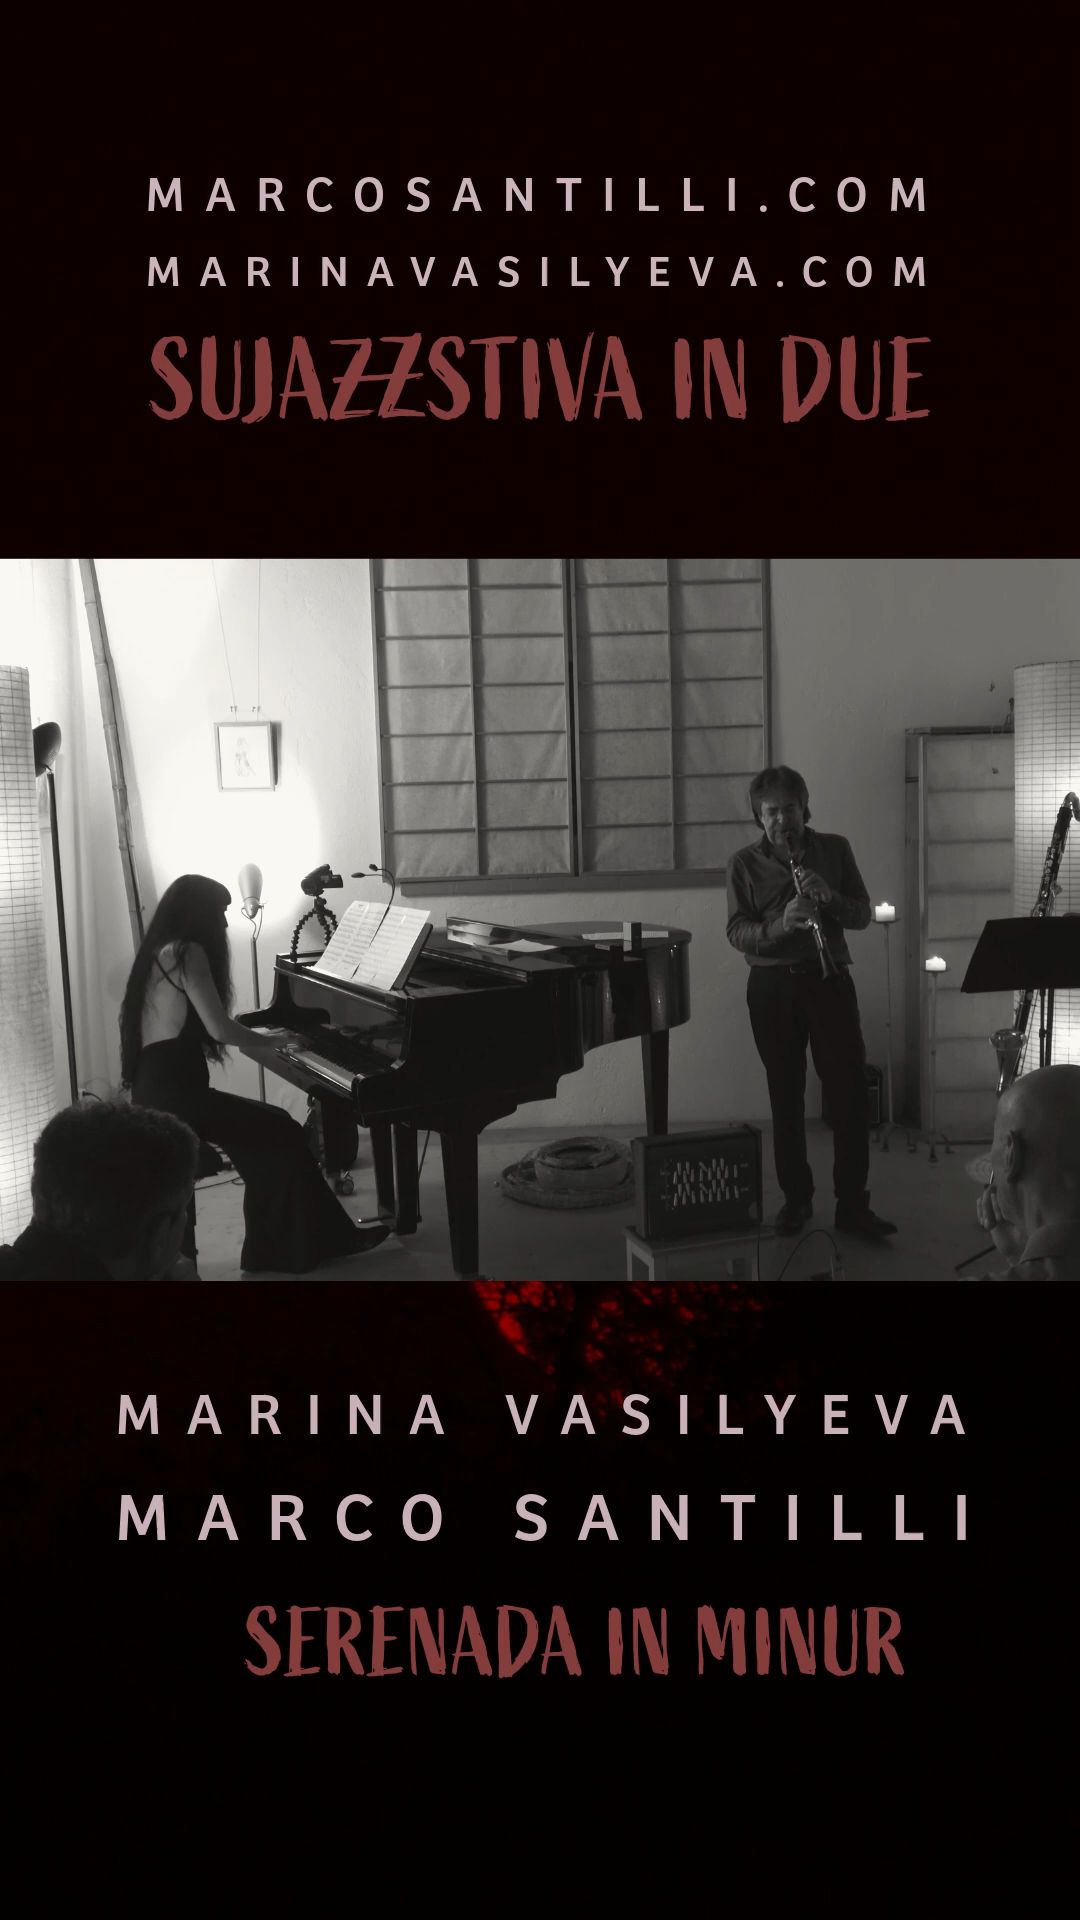 MARCOSANTILLI.COM
MARINAVASILYEVA.COM
SUJAZZSTIVA IN DUE
MARINA VASILYEVA
MARCO SANTILLI
SERENADA IN MINUR